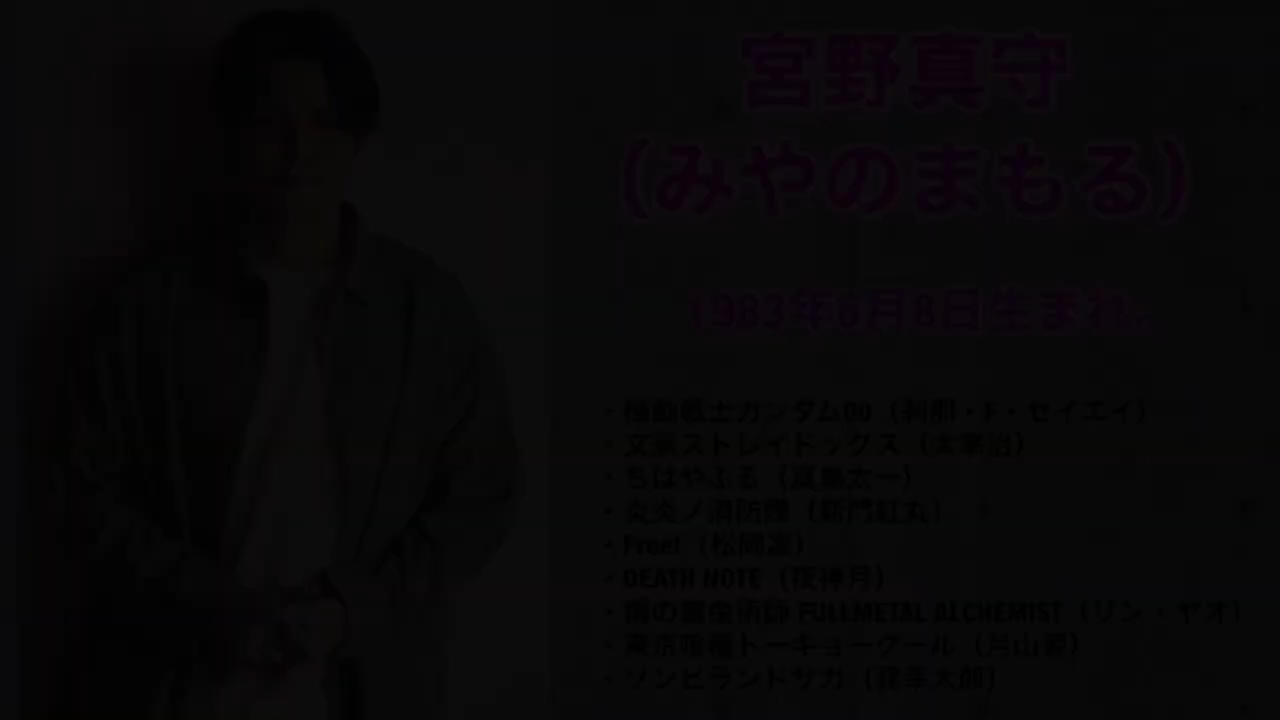 宮野真守
(みやのまもる)
1983年6月8日生まれ。
・機動戦士ガンダム00（刹那・F・セイエイ）
・文豪ストレイドッグス（太宰治）
・ちはやふる（真島太一）
・炎炎ノ消防隊（新門紅丸）
・Free!（松岡凛）
・DEATH NOTE（夜神月）
・鋼の錬金術師 FULLMETAL ALCHEMIST（リン・ヤオ）
・東京喰種トーキョーグール（月山習）
・ゾンビランドサガ（巽幸太郎）